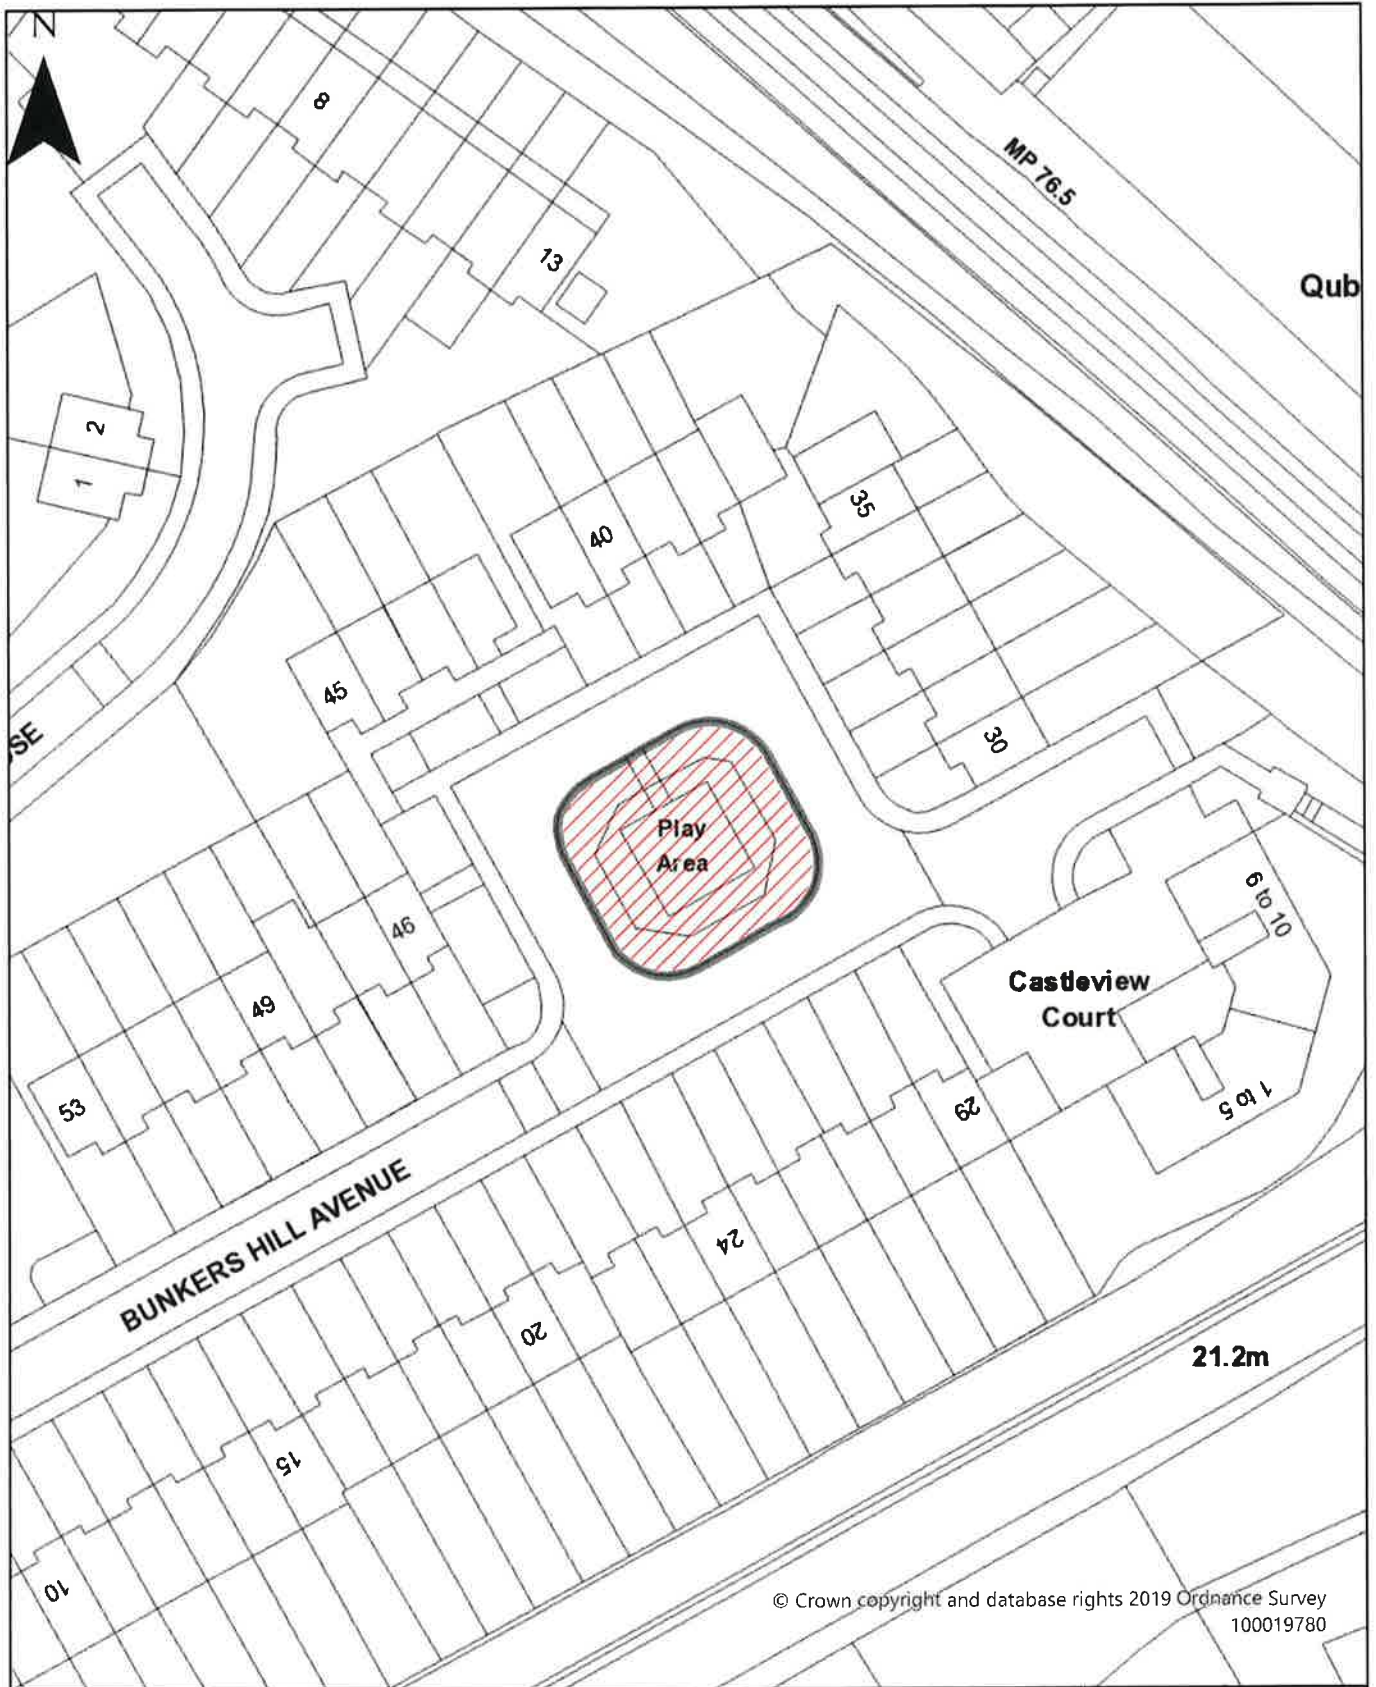 N
8
MP 76.5
13
Qub
2
1
40
35
45
30
SE
Play
Area
46
6 to 10
49
Castleview
Court
53
29
1 to 5
BUNKERS HILL AVENUE
24
20
21.2m
15
10
© Crown copyright and database rights 2019 Ordnance Survey
100019780